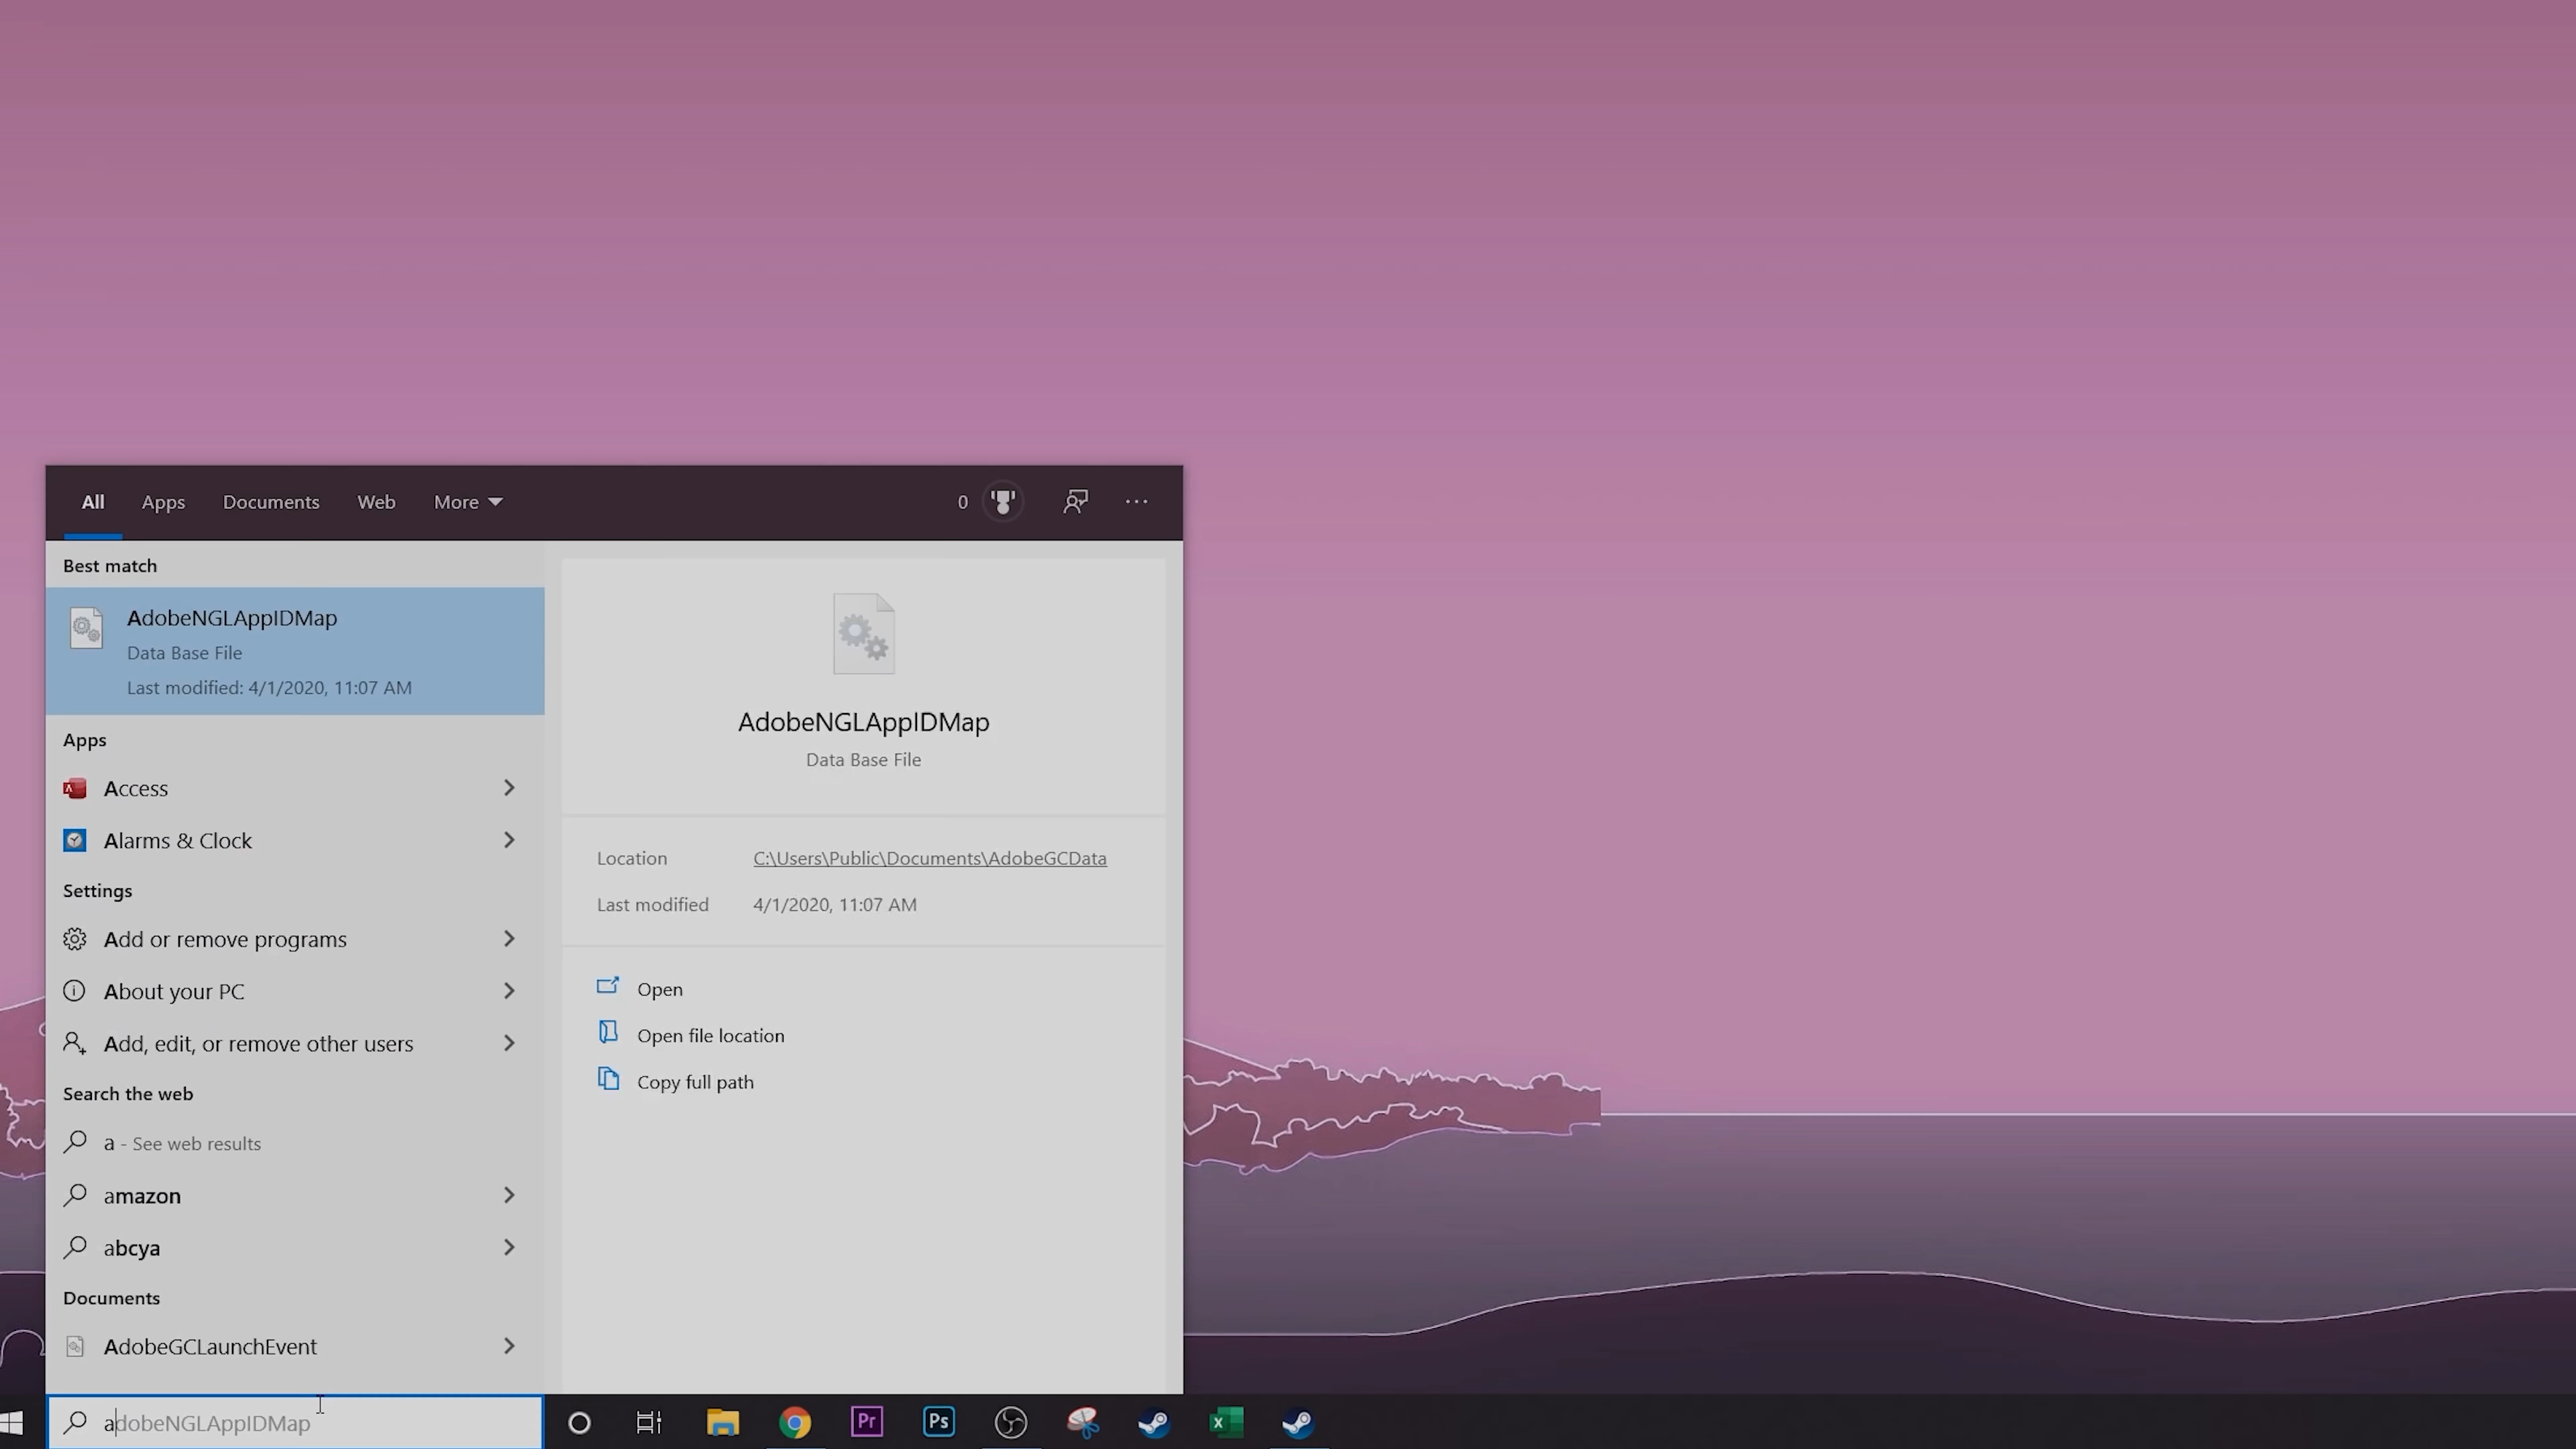 All
Apps
Documents
Web
More
0
Best match
AdobeNGLAppIDMap
Data Base File
Last modified: 4/1/2020, 11:07 AM
Apps
Access
Alarms & Clock
Settings
Add or remove programs
About your PC
Add, edit, or remove other users
Search the web
a - See web results
amazon
abcya
Documents
AdobeGCLaunchEvent
adobeNGLAppIDMap
AdobeNGLAppIDMap
Data Base File
Location C:\Users\Public\Documents\AdobeGCData
Last modified 4/1/2020, 11:07 AM
Open
Open file location
Copy full path
Pr
Ps